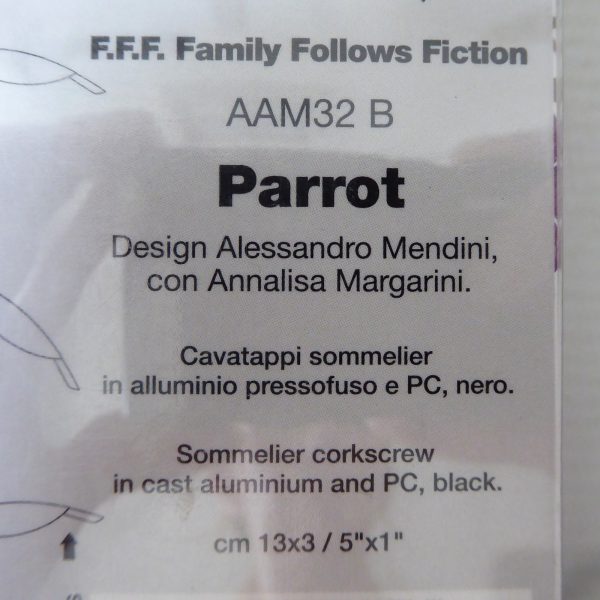 F.F.F. Family Follows Fiction
AAM32 B
Parrot
Design Alessandro Mendini,
con Annalisa Margarini.
Cavatappi sommelier
in alluminio pressofuso e PC, nero.
Sommelier corkscrew
in cast aluminium and PC, black.
cm 13x3 / 5"x1"